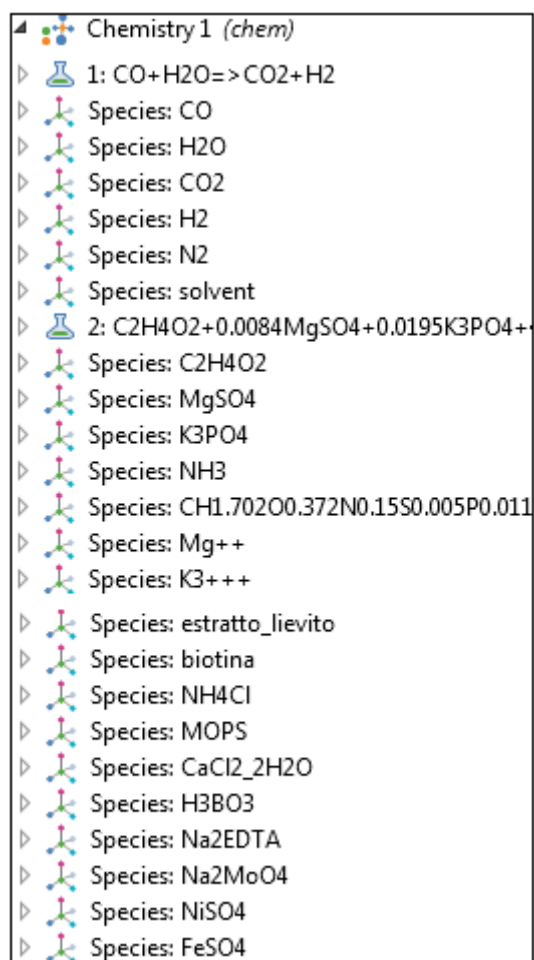 Chemistry 1 (chem)
1: CO+H2O=>CO2+H2
Species: CO
Species: H2O
Species: CO2
Species: H2
Species: N2
Species: solvent
2: C2H4O2+0.0084MgSO4+0.0195K3PO4+
Species: C2H4O2
Species: MgSO4
Species: K3PO4
Species: NH3
Species: CH1.702O0.372N0.15S0.005P0.011
Species: Mg++
Species: K3+++
Species: estratto_lievito
Species: biotina
Species: NH4Cl
Species: MOPS
Species: CaCl2_2H2O
Species: H3BO3
Species: Na2EDTA
Species: Na2MoO4
Species: NiSO4
Species: FeSO4